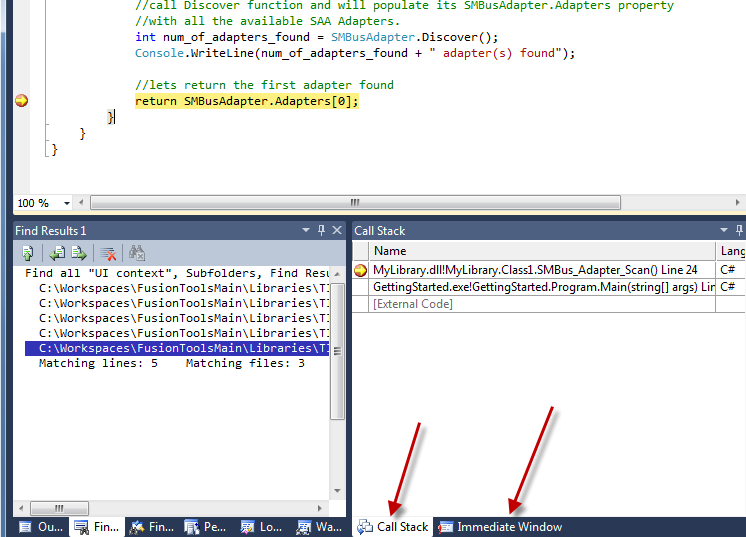 //call Discover function and will populate its SMBusAdapter.Adapters property
//with all the available SAA Adapters.
int num_of_adapters_found = SMBusAdapter.Discover();
Console.WriteLine(num_of_adapters_found + " adapter(s) found");
//lets return the first adapter found
return SMBusAdapter.Adapters[0];
}
}
}
100 %
Find Results 1
Find all "UI context", Subfolders, Find Resu
C:\Workspaces\FusionToolsMain\Libraries\TI
C:\Workspaces\FusionToolsMain\Libraries\TI
C:\Workspaces\FusionToolsMain\Libraries\TI
C:\Workspaces\FusionToolsMain\Libraries\TI
C:\Workspaces\FusionToolsMain\Libraries\TI
Matching lines: 5    Matching files: 3
Call Stack
Name Lang
MyLibrary.dll!MyLibrary.Class1.SMBus_Adapter_Scan() Line 24 C#
GettingStarted.exe!GettingStarted.Program.Main(string[] args) Lin C#
[External Code]
Ou... Fin... Fin... Pe... Lo... Wa... Call Stack Immediate Window